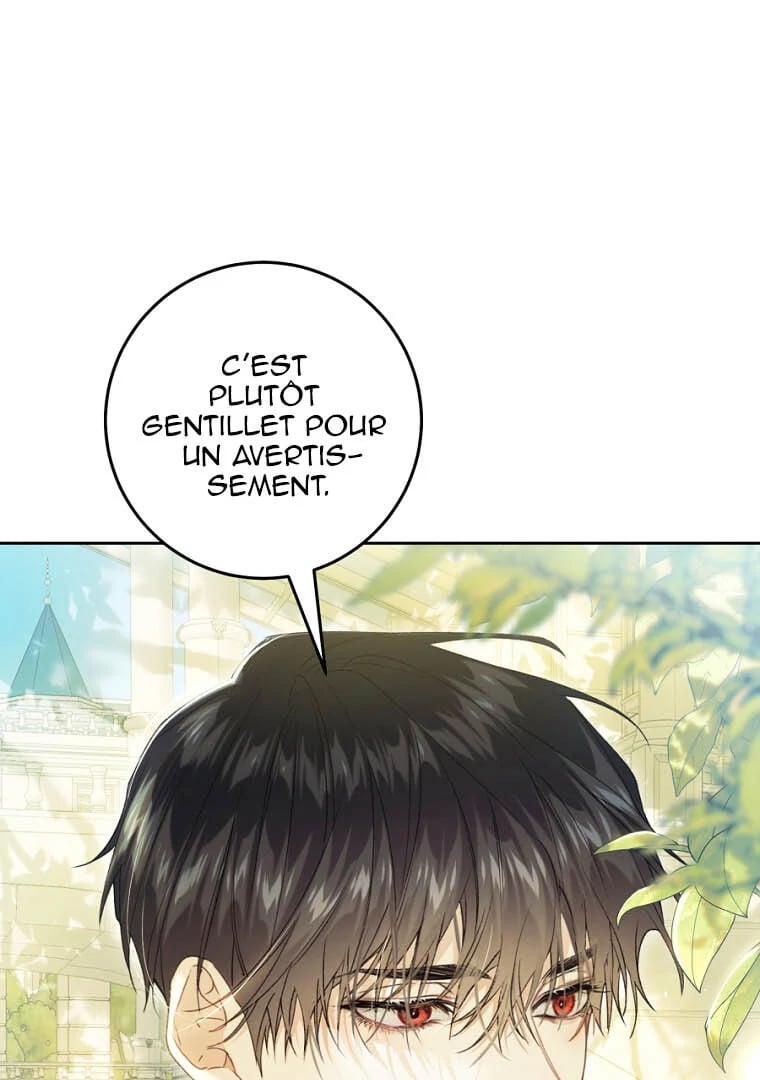 C'EST
PLUTÔT
GENTILLET POUR
UN AVERTIS-
SEMENT.